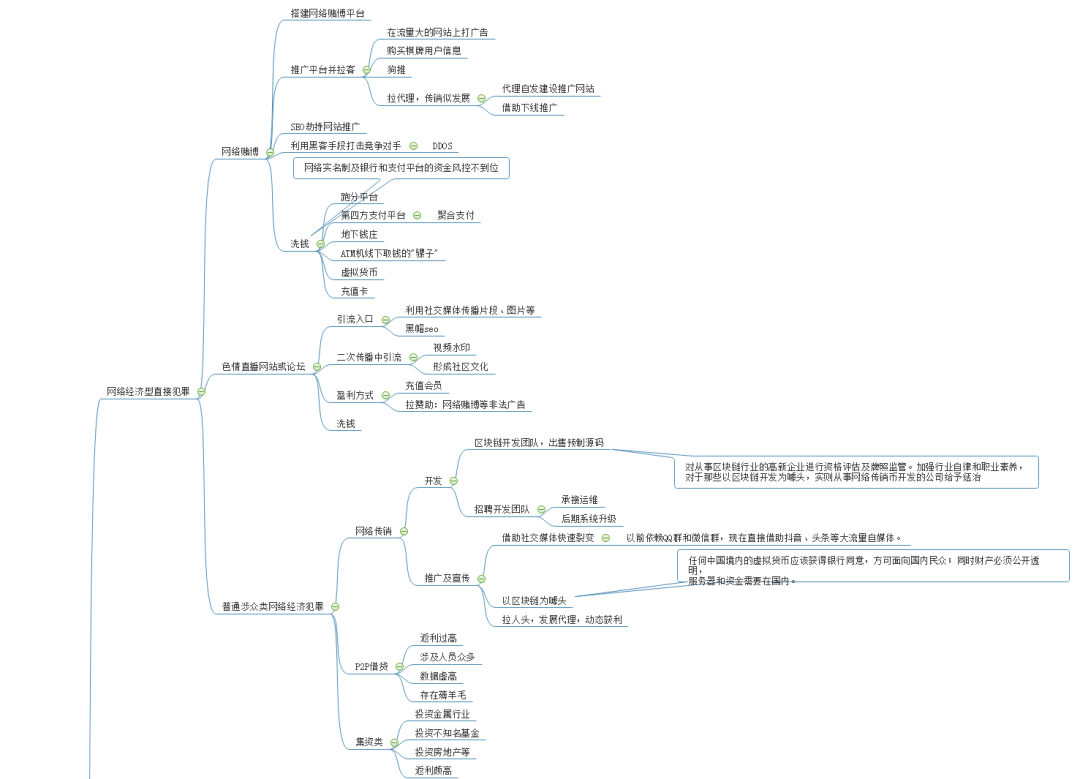 搭建网络赌博平台
在流量大的网站上打广告
购买棋牌用户信息
推广平台并拉客
狗推
代理自发建设推广网站
拉代理，传销似发展
借助下线推广
SEO劫持网站推广
利用黑客手段打击竞争对手
DDOS
网络赌博
网络实名制及银行和支付平台的资金风控不到位
跑分平台
第四方支付平台
聚合支付
地下钱庄
洗钱
ATM机线下取钱的“骡子”
虚拟货币
充值卡
利用社交媒体传播片段、图片等
引流入口
黑帽seo
视频水印
二次传播中引流
形成社区文化
色情直播网站或论坛
充值会员
盈利方式
拉赞助：网络赌博等非法广告
洗钱
网络经济型直接犯罪
区块链开发团队，出售预制源码
对从事区块链行业的高新企业进行资格评估及牌照监管。加强行业自律和职业素养，
对于那些以区块链开发为噱头，实则从事网络传销币开发的公司给予惩治
开发
承接运维
招聘开发团队
后期系统升级
网络传销
借助社交媒体快速裂变
以前依赖QQ群和微信群，现在直接借助抖音、头条等大流量自媒体。
任何中国境内的虚拟货币应该获得银行同意，方可面向国内民众；同时财产必须公开透
明，
服务器和资金需要在国内。
推广及宣传
以区块链为噱头
拉人头，发展代理，动态获利
普通涉众类网络经济犯罪
返利过高
涉及人员众多
P2P借贷
数据虚高
存在薅羊毛
投资金属行业
投资不知名基金
集资类
投资房地产等
返利颇高